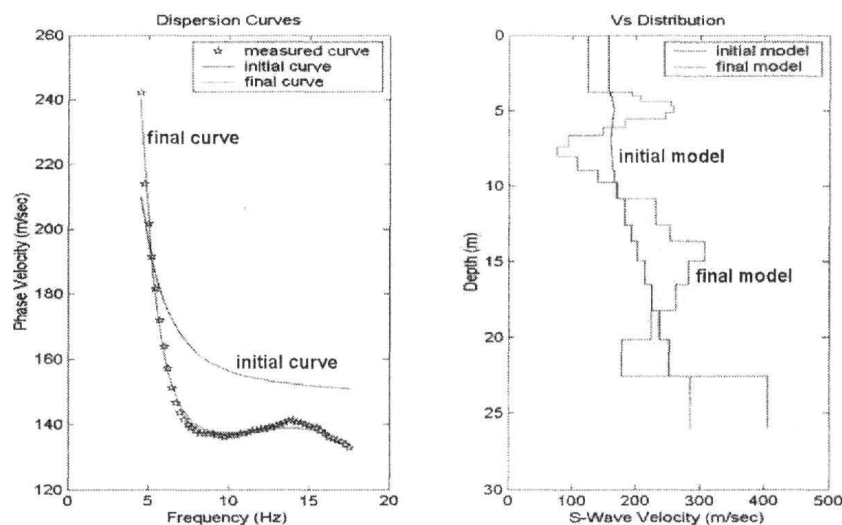 Dispersion Curves
260
240
220
200
180
160
140
120
0
5
10
15
20
Phase Velocity (m/sec)
Frequency (Hz)
measured curve
initial curve
final curve
final curve
initial curve
Vs Distribution
0
5
10
15
20
25
30
0
100
200
300
400
500
Depth (m)
S-Wave Velocity (m/sec)
initial model
final model
initial model
final model